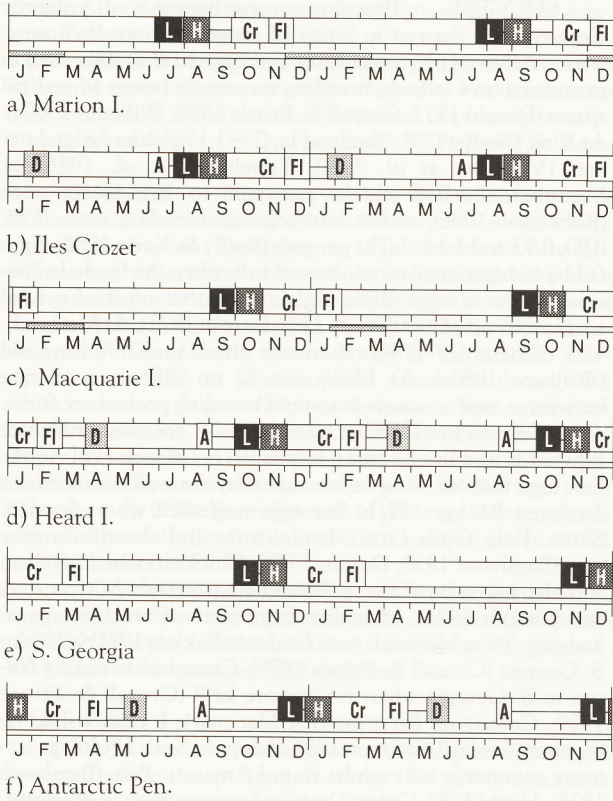 L H Cr Fl L H Cr Fl
J F M A M J J A S O N D J F M A M J J A S O N D
a) Marion I.
D A L H Cr Fl D A L H Cr Fl
J F M A M J J A S O N D J F M A M J J A S O N D
b) Iles Crozet
Fl L H Cr Fl L H Cr
J F M A M J J A S O N D J F M A M J J A S O N D
c) Macquarie I.
Cr Fl D A L H Cr Fl D A L H Cr
J F M A M J J A S O N D J F M A M J J A S O N D
d) Heard I.
Cr Fl L H Cr Fl L H
J F M A M J J A S O N D J F M A M J J A S O N D
e) S. Georgia
H Cr Fl D A L H Cr Fl D A L
J F M A M J J A S O N D J F M A M J J A S O N D
f) Antarctic Pen.